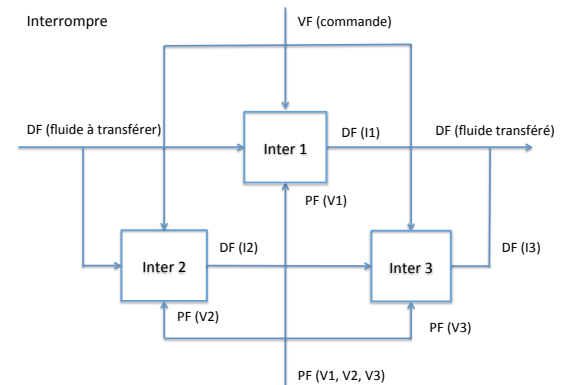 Interrompre
VF (commande)
DF (fluide à transférer)
DF (I1)
DF (fluide transféré)
Inter 1
PF (V1)
DF (I2)
DF (I3)
Inter 2
Inter 3
PF (V2)
PF (V3)
PF (V1, V2, V3)